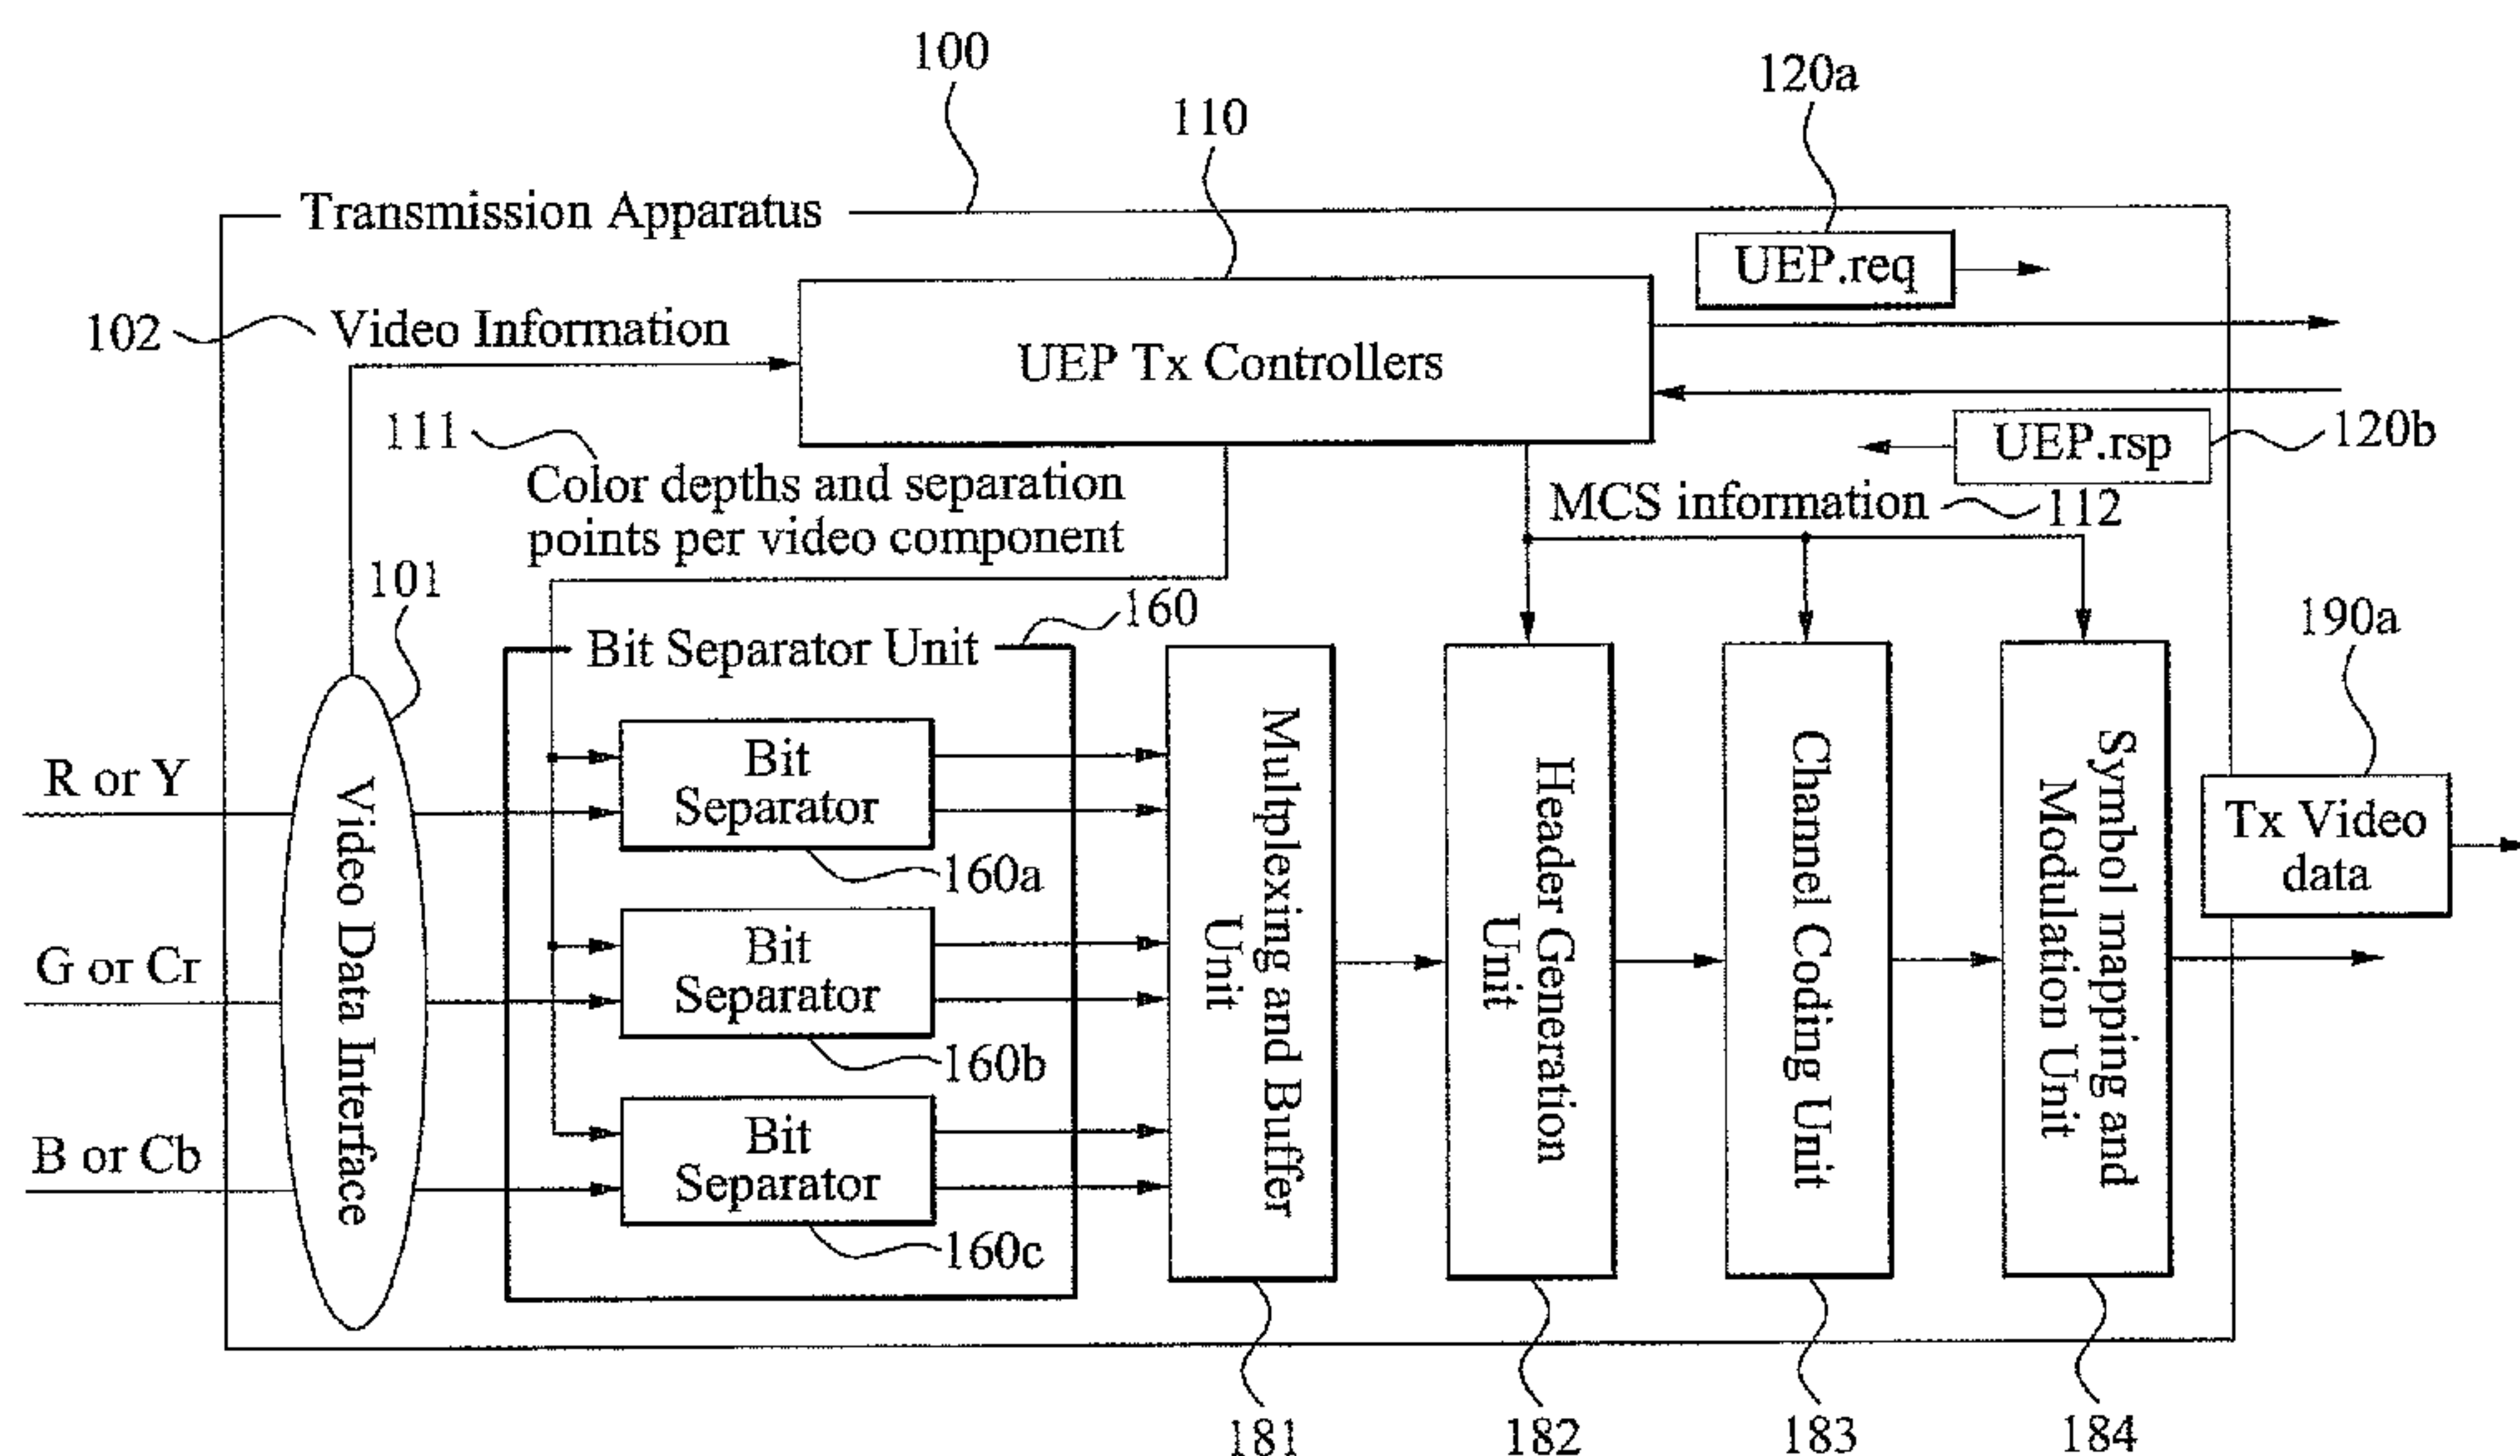 100
120a
110
Transmission Apparatus
UEP.req
102
Video Information
UEP Tx Controllers
111
UEP.rsp
120b
Color depths and separation
points per video component
MCS information
112
101
160
190a
Bit Separator Unit
R or Y
G or Cr
B or Cb
Video Data Interface
Bit
Separator
160a
Bit
Separator
160b
Bit
Separator
160c
Multplexing and Buffer
Unit
Header Generation
Unit
Channel Coding Unit
Symbol mapping and
Modulation Unit
Tx Video
data
181
182
183
184